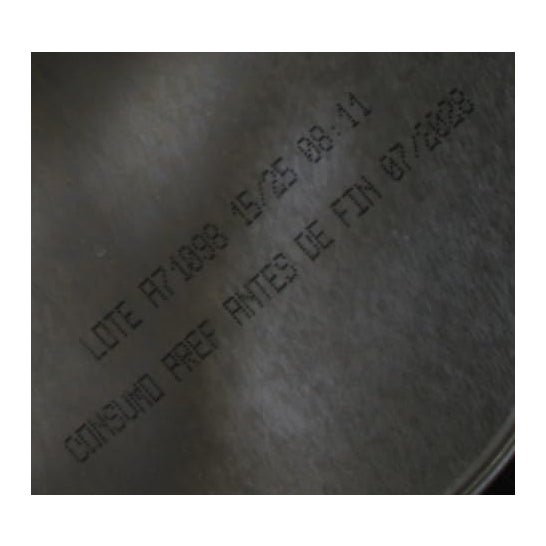 LOTE A71098 15/25 08:11
CONSUMO PREF ANTES DE FIN 07/2028